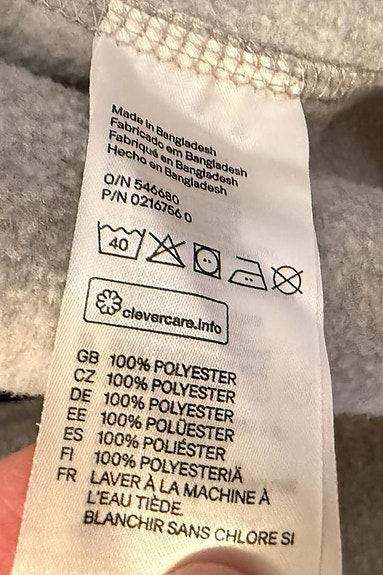 Made in Bangladesh
Fabricado em Bangladesh
Fabriqué en Bangladesh
Hecho en Bangladesh
O/N 546680
P/N 0216756 0
40
clevercare.info
GB 100% POLYESTER
CZ 100% POLYESTER
DE 100% POLYESTER
EE 100% POLÜESTER
ES 100% POLIÉSTER
FI 100% POLYESTERIÄ
FR LAVER À LA MACHINE À
L'EAU TIÈDE.
BLANCHIR SANS CHLORE SI